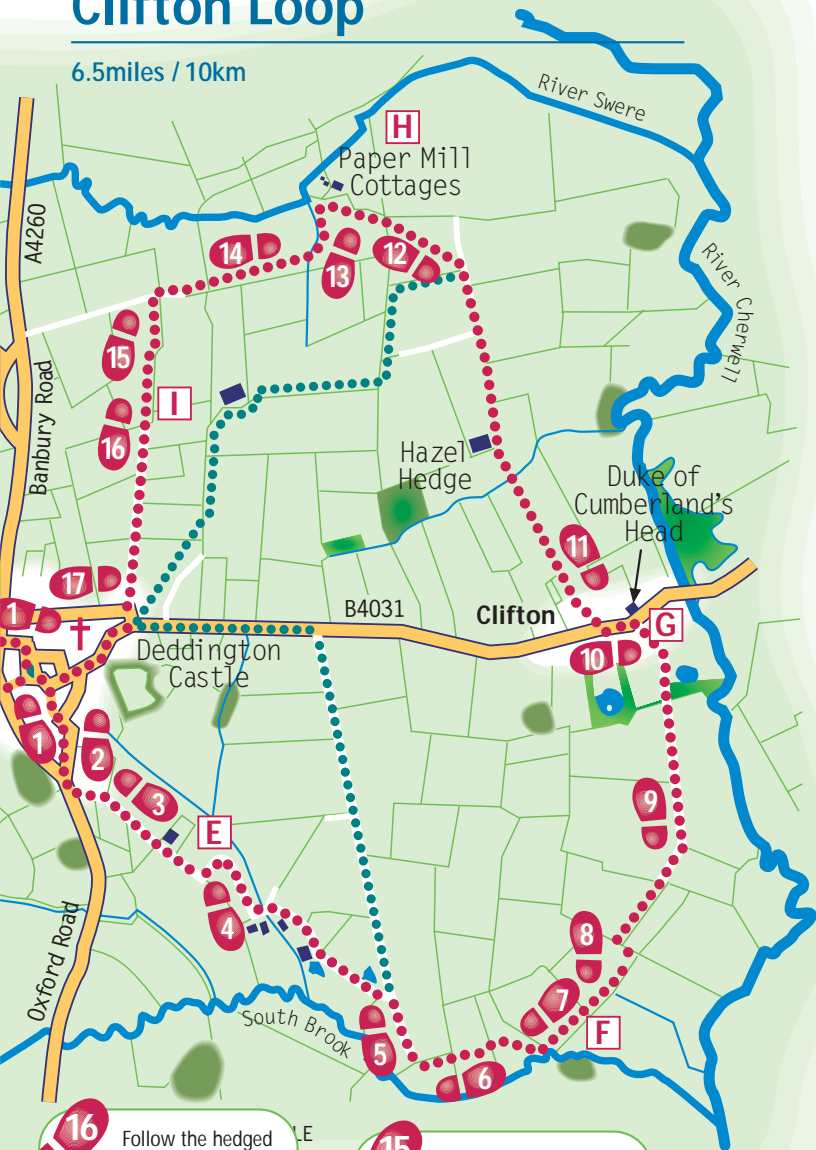 Clifton Loop
6.5miles / 10km
River Swere
H
Paper Mill
Cottages
A4260
14
13
12
River Cherwell
15
I
Banbury Road
16
Hazel
Hedge
Duke of
Cumberland's
Head
11
17
1
B4031
Clifton
G
10
Deddington
Castle
1
2
3
9
E
4
8
Oxford Road
7
South Brook
F
5
6
16
Follow the hedged
LE
15